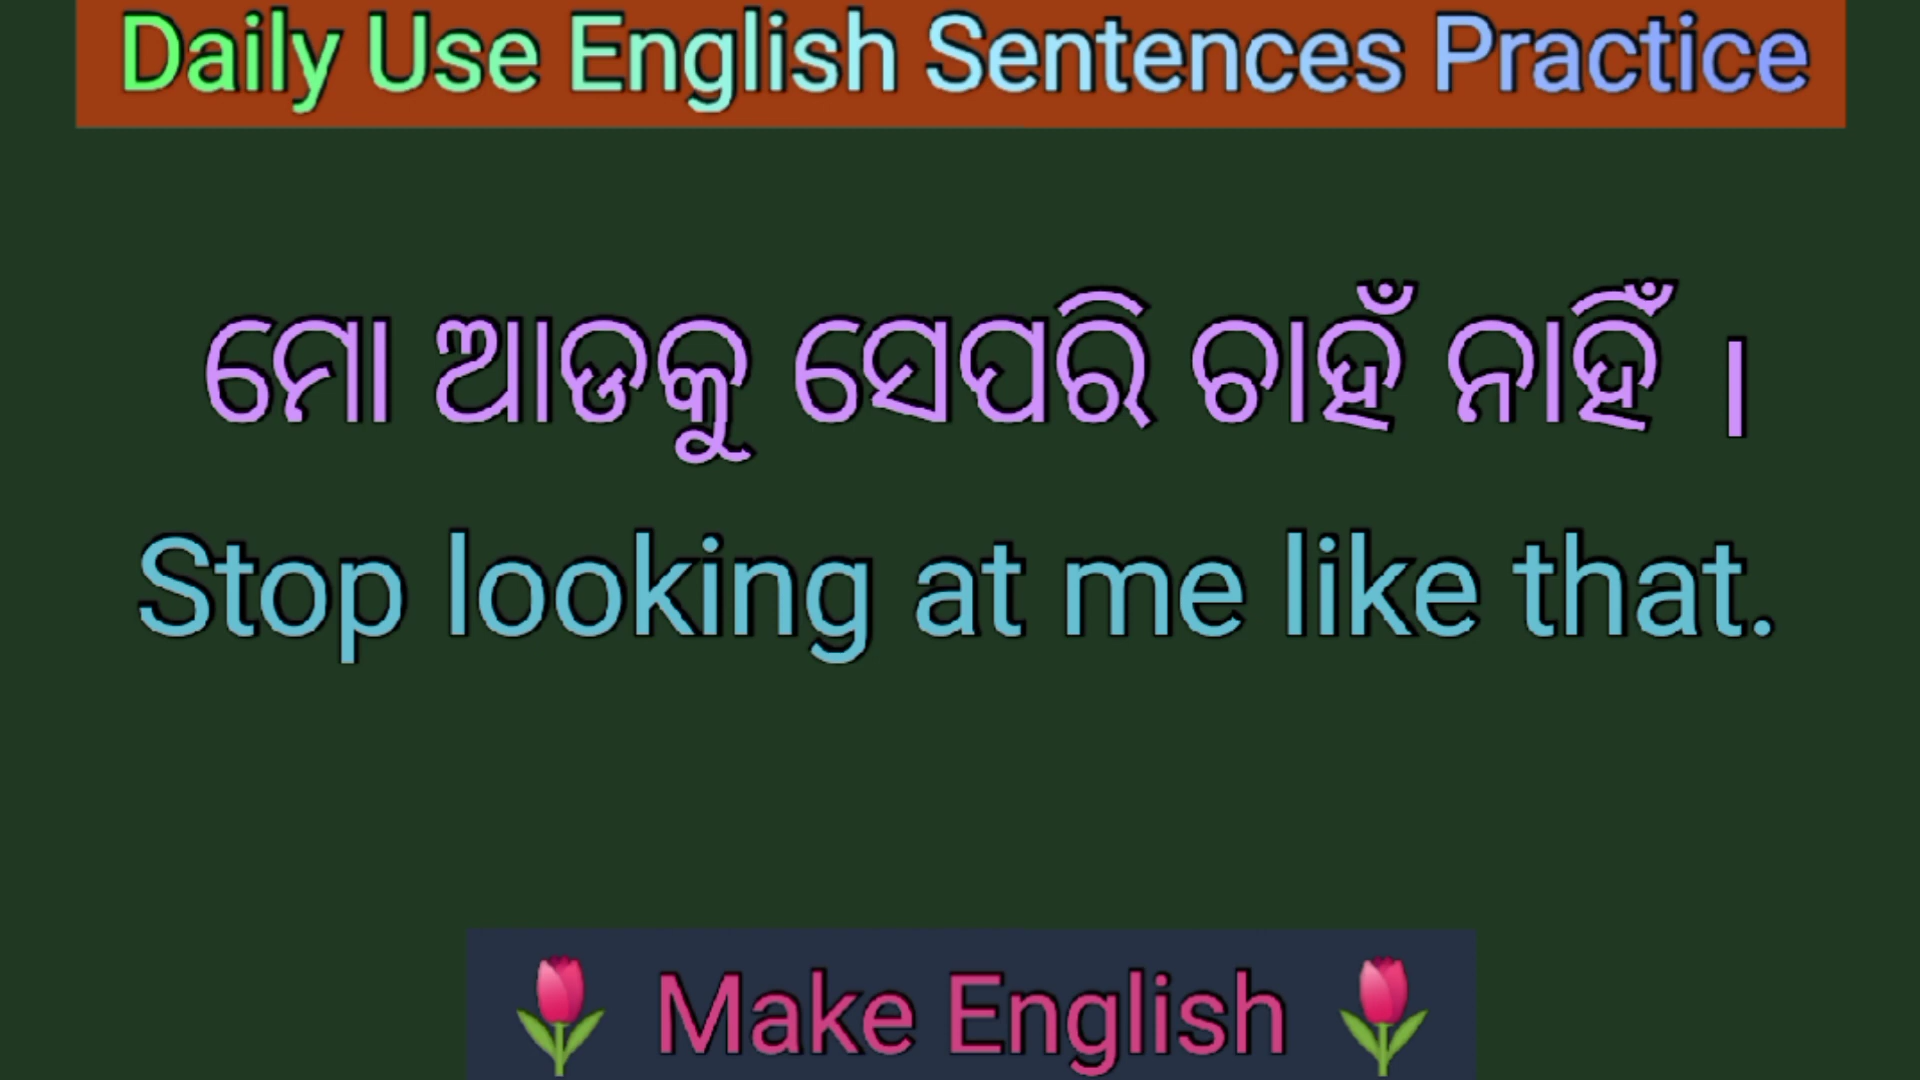 Daily Use English Sentences Practice
ମୋ ଆଡକୁ ସେପରି ଚାହଁ ନାହିଁ ।
Stop looking at me like that.
🌷 Make English 🌷